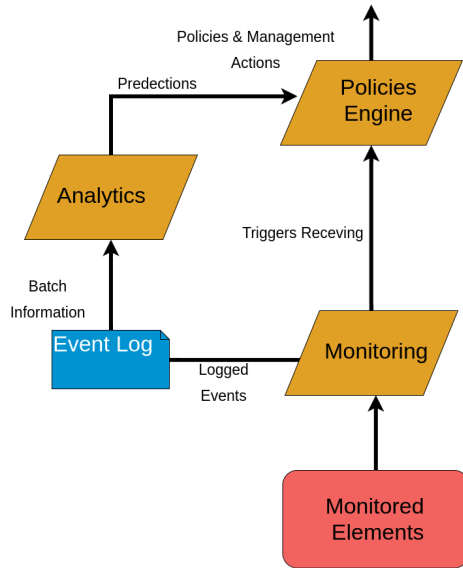 Policies & Management
Actions
Predections
Policies
Engine
Analytics
Triggers Receving
Batch
Information
Event Log
Logged
Events
Monitoring
Monitored
Elements